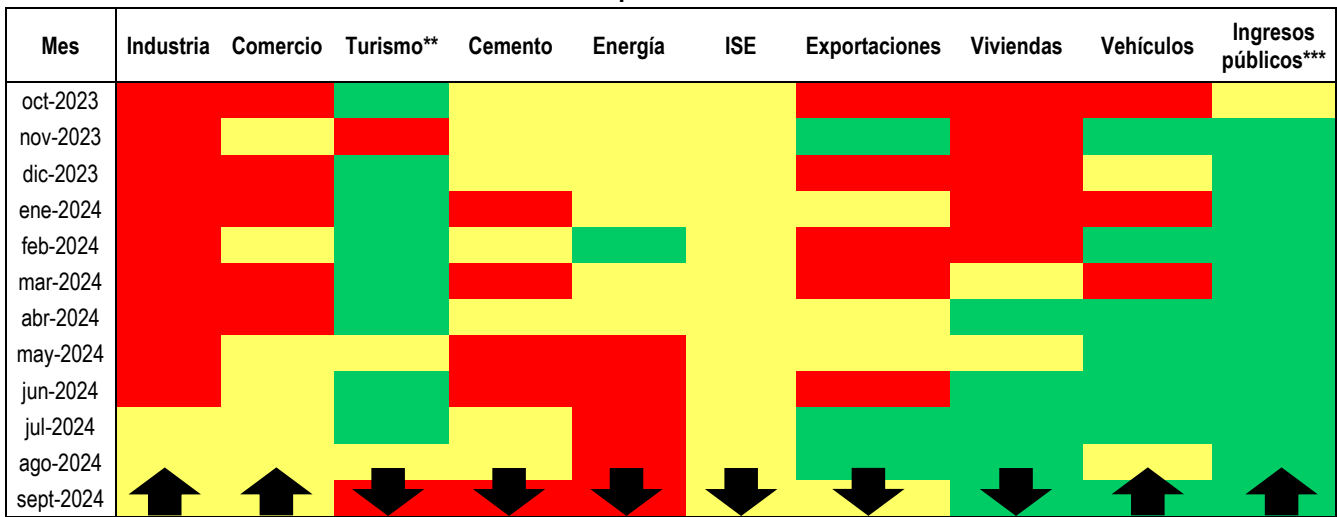 Mes Industria Comercio Turismo** Cemento Energía ISE Exportaciones Viviendas Vehículos Ingresos públicos***
oct-2023
nov-2023
dic-2023
ene-2024
feb-2024
mar-2024
abr-2024
may-2024
jun-2024
jul-2024
ago-2024
sept-2024